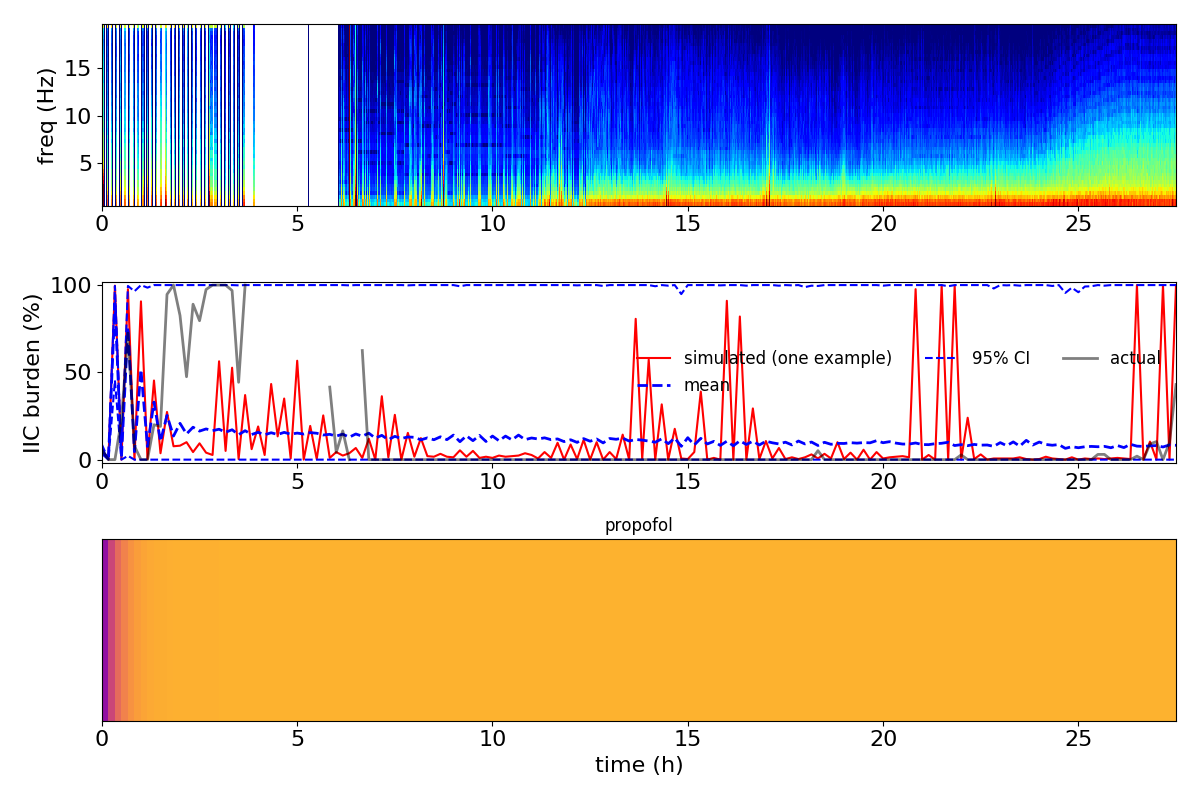 freq (Hz)
15
10
5
0 5 10 15 20 25
IIC burden (%)
100
50
0
simulated (one example) 95% CI actual
mean
0 5 10 15 20 25
propofol
0 5 10 15 20 25
time (h)